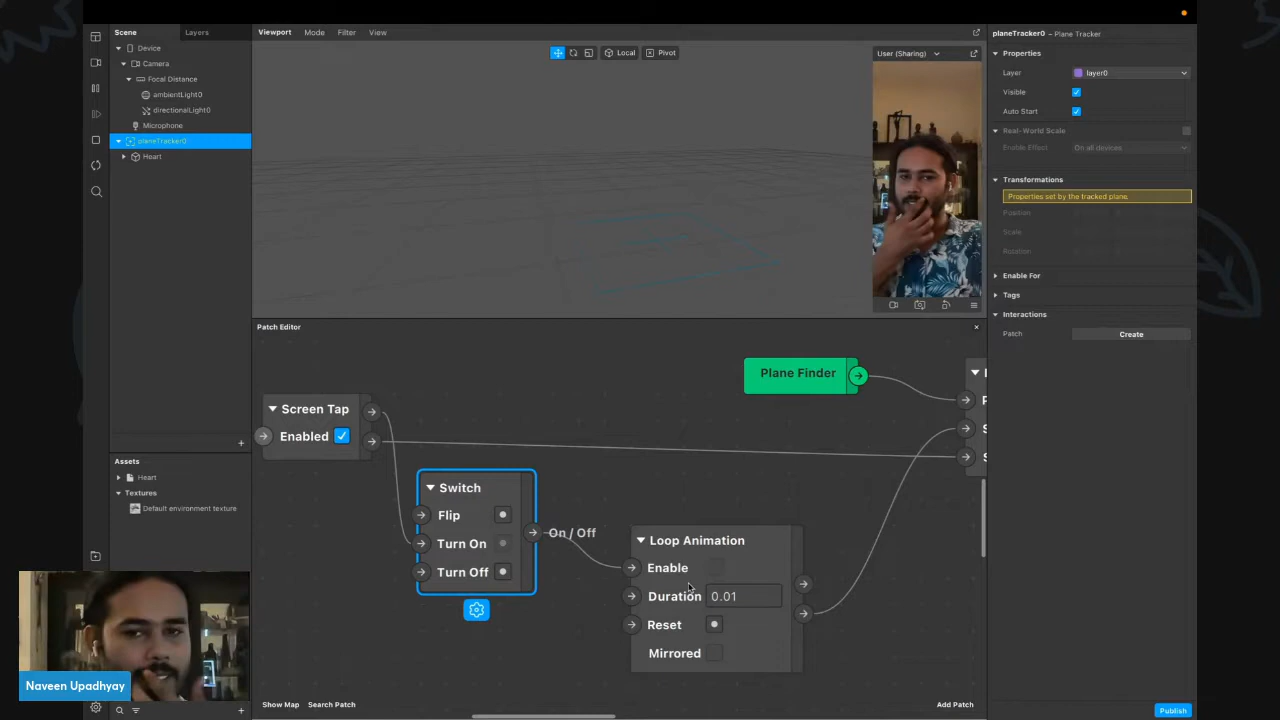 Scene
Layers
Device
Camera
Focal Distance
ambientLight0
directionalLight0
Microphone
planeTracker0
Heart
Assets
Heart
Textures
Default environment texture
Viewport Mode Filter View
Local Pivot
User (Sharing)
Patch Editor
Plane Finder
Screen Tap
Enabled
Switch
Flip
Turn On
Turn Off
On / Off
Loop Animation
Enable
Duration 0.01
Reset
Mirrored
Show Map Search Patch
Add Patch
planeTracker0 – Plane Tracker
Properties
Layer layer0
Visible
Auto Start
Real-World Scale
Enable Effect On all devices
Transformations
Properties set by the tracked plane.
Position
Scale
Rotation
Enable For
Tags
Interactions
Patch Create
Publish
Naveen Upadhyay